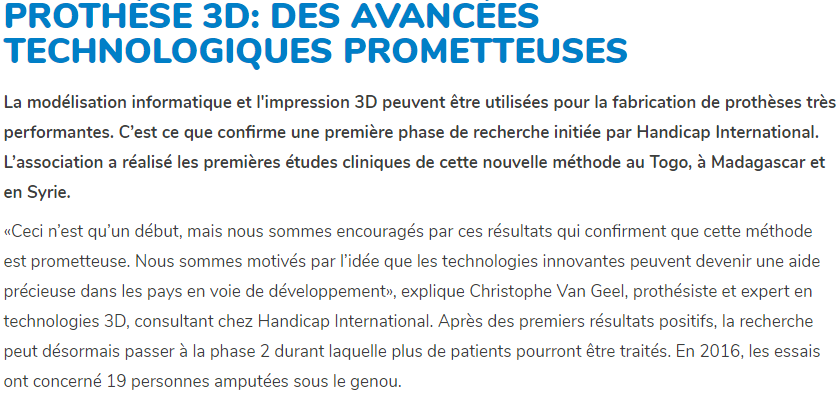 PROTHÈSE 3D: DES AVANCÉES
TECHNOLOGIQUES PROMETTEUSES
La modélisation informatique et l'impression 3D peuvent être utilisées pour la fabrication de prothèses très
performantes. C’est ce que confirme une première phase de recherche initiée par Handicap International.
L’association a réalisé les premières études cliniques de cette nouvelle méthode au Togo, à Madagascar et
en Syrie.
«Ceci n’est qu’un début, mais nous sommes encouragés par ces résultats qui confirment que cette méthode
est prometteuse. Nous sommes motivés par l’idée que les technologies innovantes peuvent devenir une aide
précieuse dans les pays en voie de développement», explique Christophe Van Geel, prothésiste et expert en
technologies 3D, consultant chez Handicap International. Après des premiers résultats positifs, la recherche
peut désormais passer à la phase 2 durant laquelle plus de patients pourront être traités. En 2016, les essais
ont concerné 19 personnes amputées sous le genou.